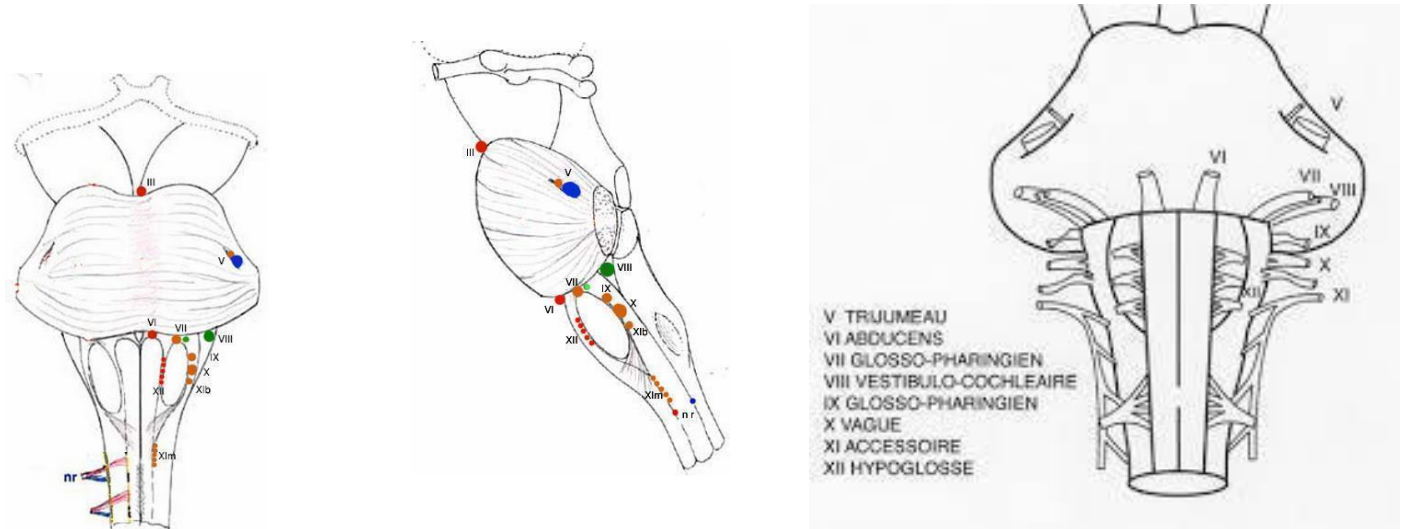 III
V
VI
VII
VIII
IX
X
XIb
XII
XIm
nr
III
V
VIII
VII
VI
IX
X
XIb
XII
XIm
n r
V
VI
VII
VIII
IX
X
XII
XI
V TRIJUMEAU
VI ABDUCENS
VII GLOSSO-PHARINGIEN
VIII VESTIBULO-COCHLEAIRE
IX GLOSSO-PHARINGIEN
X VAGUE
XI ACCESSOIRE
XII HYPOGLOSSE